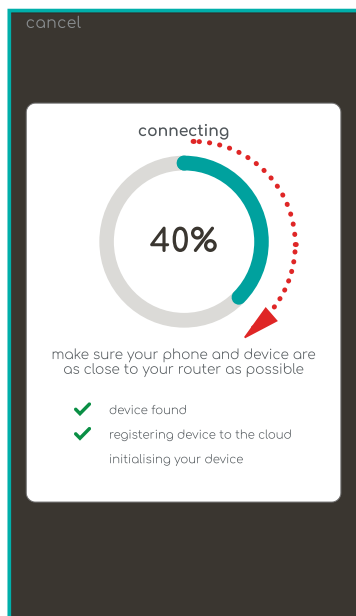 cancel
connecting
40%
make sure your phone and device are
as close to your router as possible
device found
registering device to the cloud
initialising your device